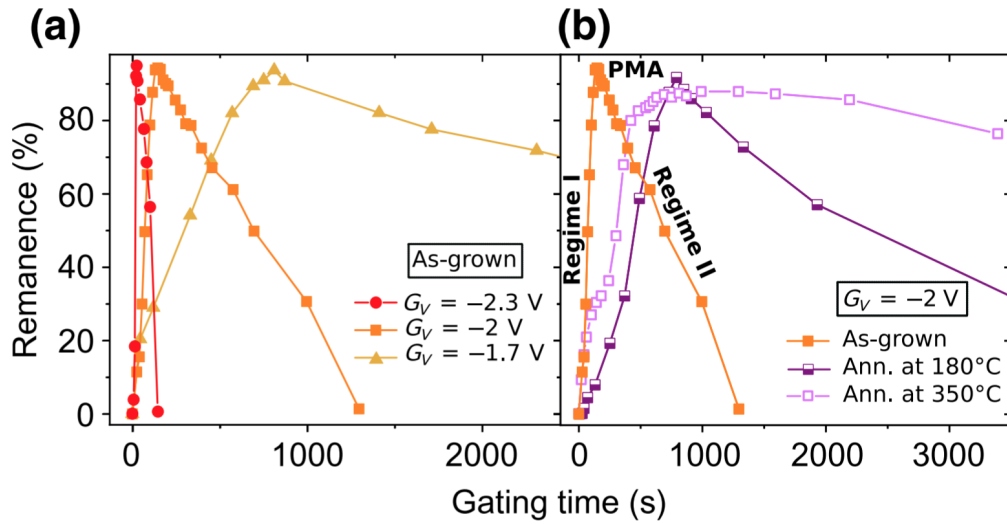 (a)
(b)
Remanence (%)
80
60
40
20
0
As-grown
G_V = −2.3 V
G_V = −2 V
G_V = −1.7 V
0
1000
2000
PMA
Regime I
Regime II
G_V = −2 V
As-grown
Ann. at 180°C
Ann. at 350°C
0
1000
2000
3000
Gating time (s)